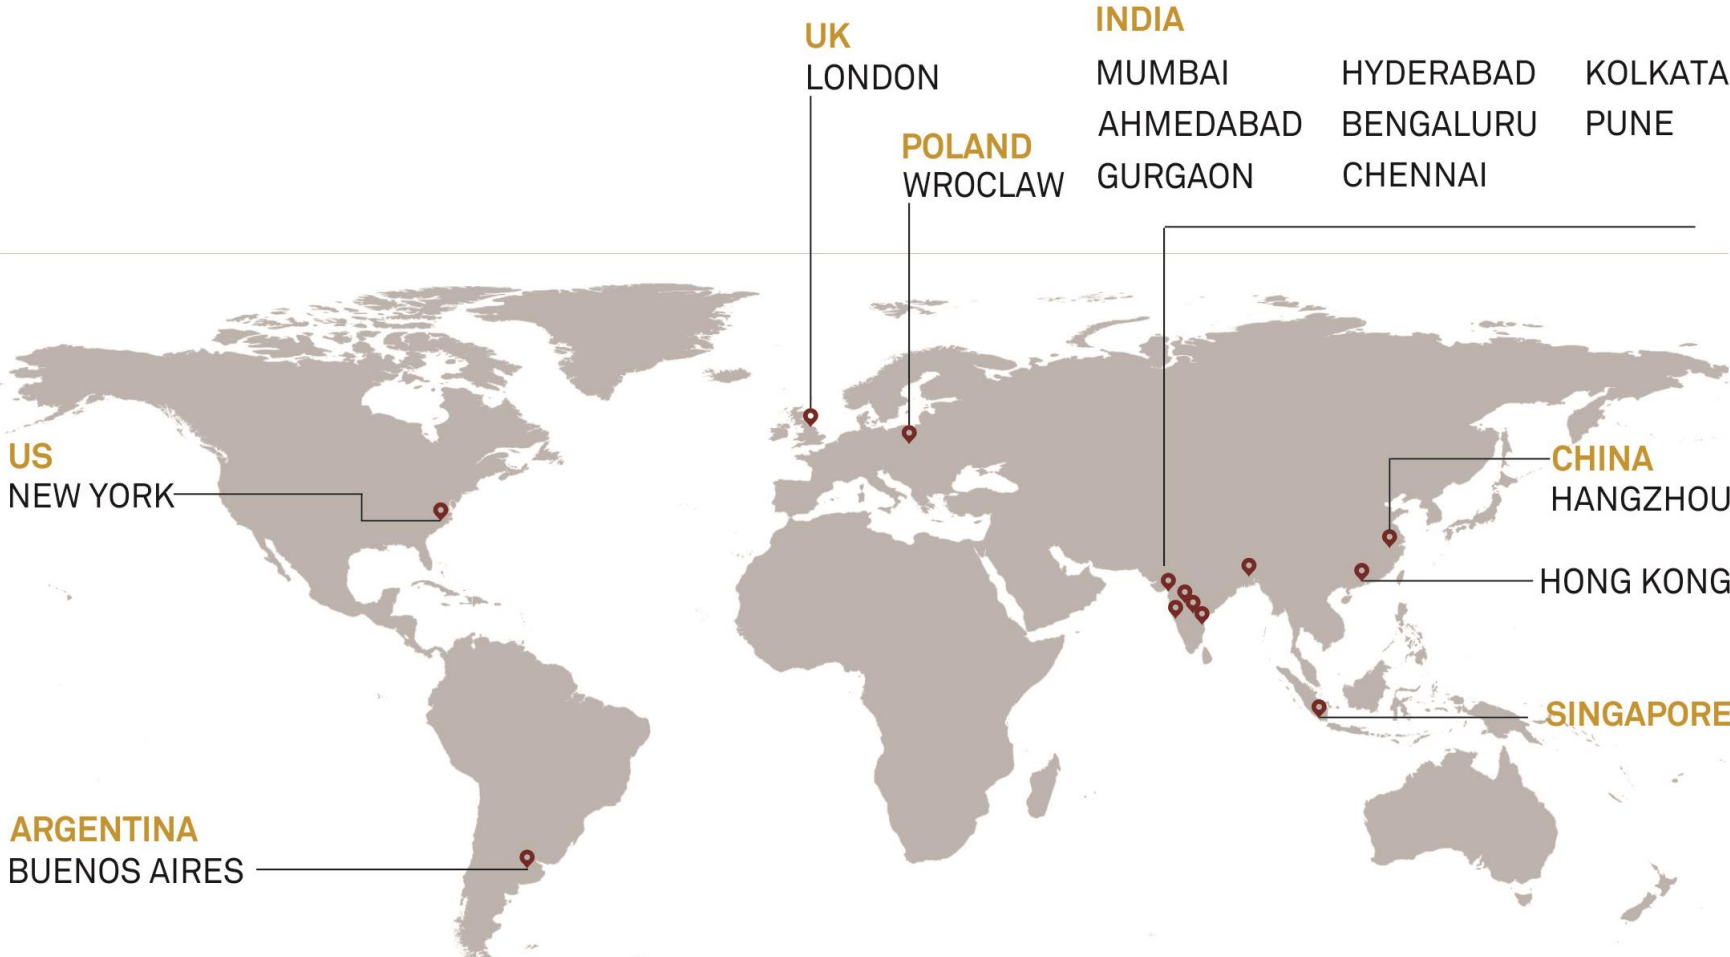 UK
LONDON
POLAND
WROCLAW
INDIA
MUMBAI
AHMEDABAD
GURGAON
HYDERABAD
BENGALURU
CHENNAI
KOLKATA
PUNE
US
NEW YORK
CHINA
HANGZHOU
HONG KONG
SINGAPORE
ARGENTINA
BUENOS AIRES